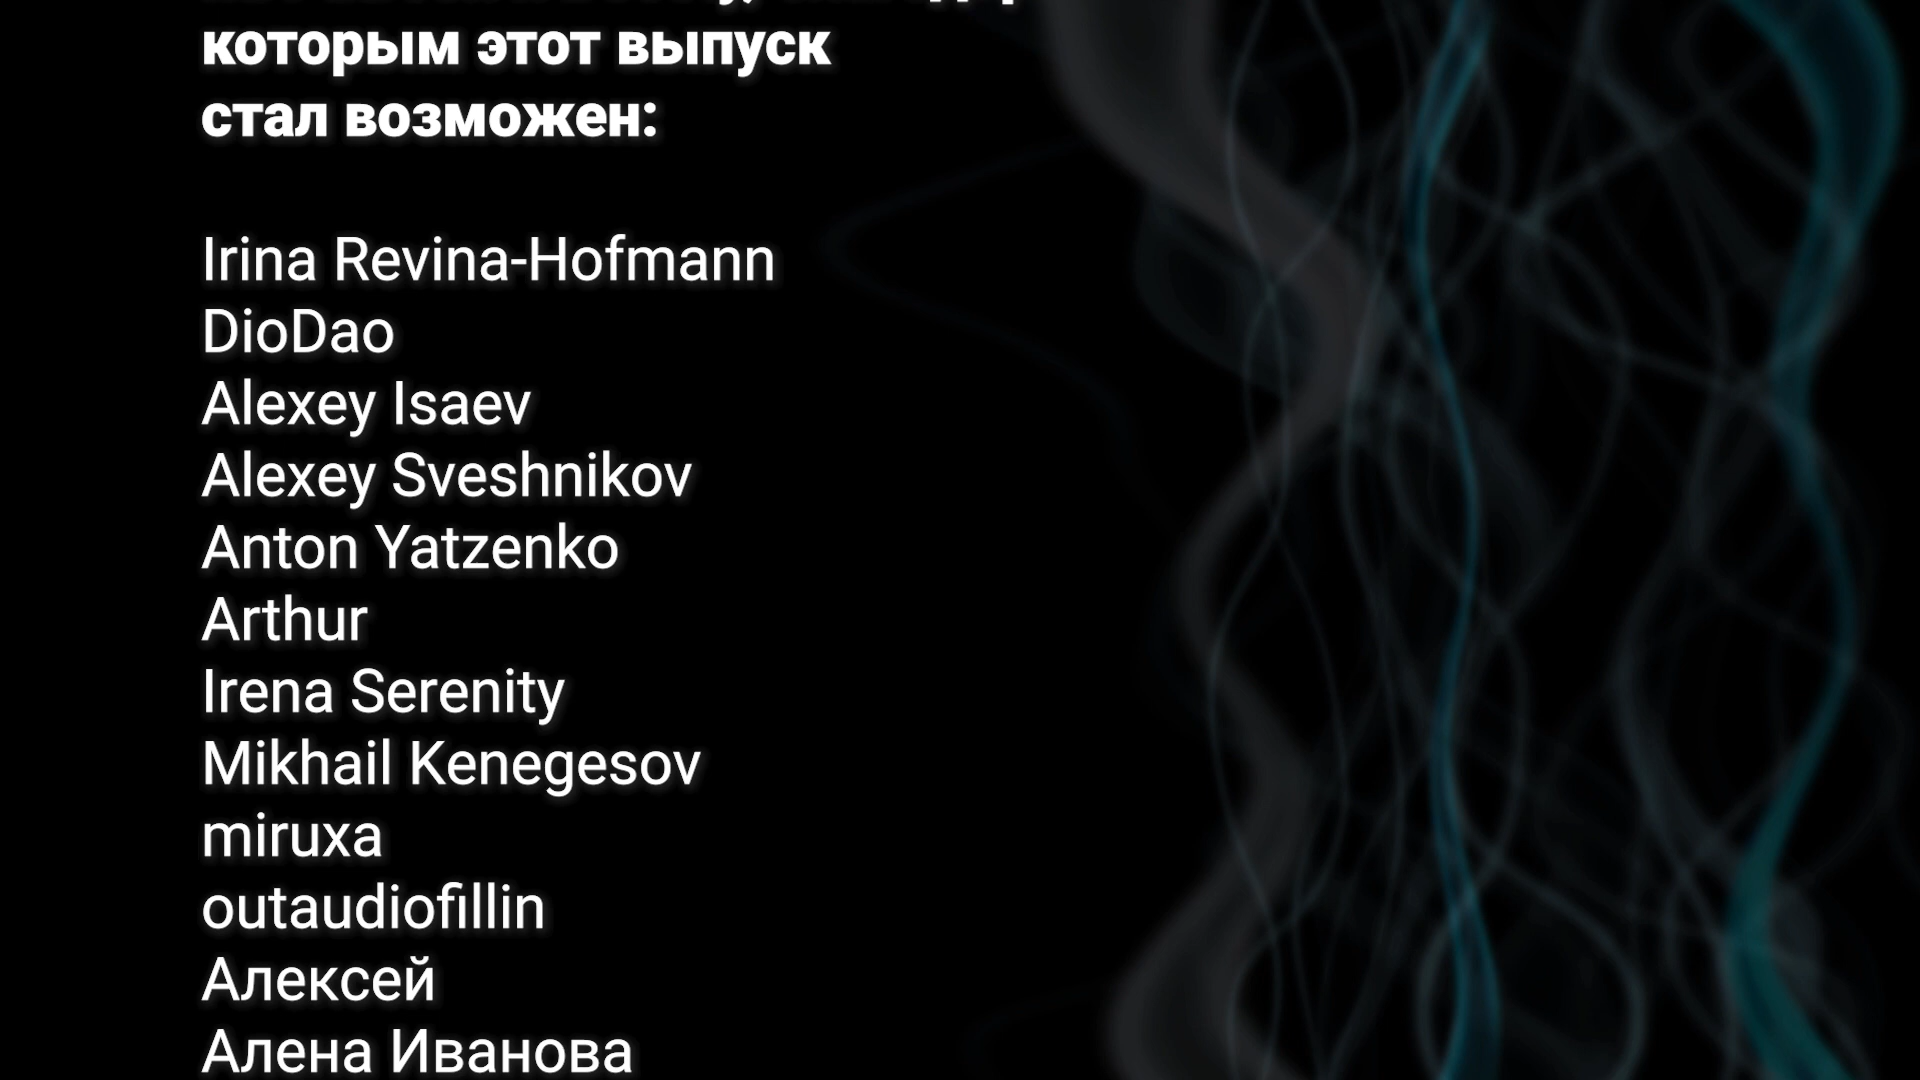 которым этот выпуск
стал возможен:
Irina Revina-Hofmann
DioDao
Alexey Isaev
Alexey Sveshnikov
Anton Yatzenko
Arthur
Irena Serenity
Mikhail Kenegesov
miruxa
outaudiofillin
Алексей
Алена Иванова